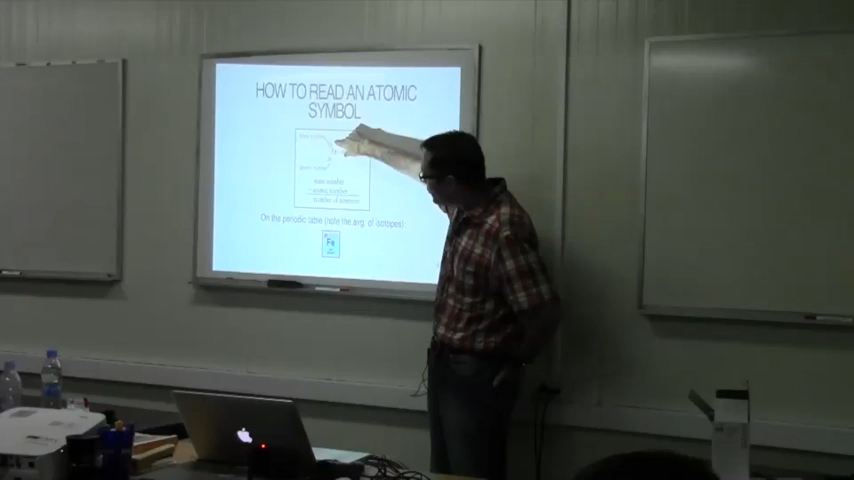 HOW TO READ AN ATOMIC
SYMBOL
mass number
- atomic number
number of neutrons
On the periodic table (note the avg. of isotopes):
Fe